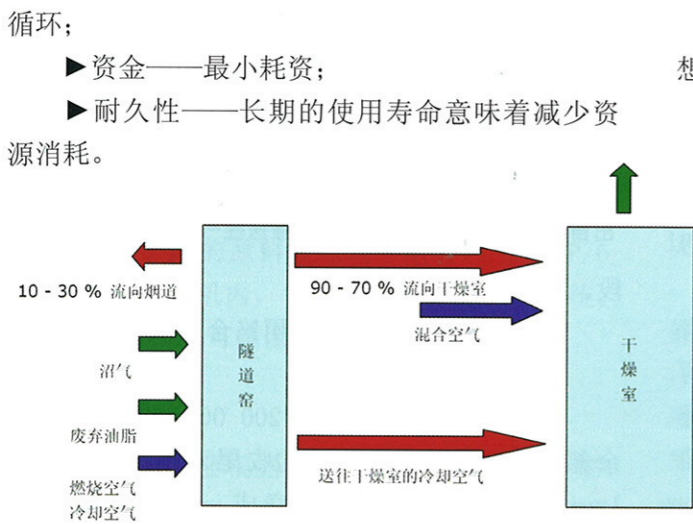 循环；
▶资金——最小耗资；
想
▶耐久性——长期的使用寿命意味着减少资
源消耗。
10 - 30 % 流向烟道
90 - 70 % 流向干燥室
混合空气
沼气
隧道窑
干燥室
废弃油脂
燃烧空气
冷却空气
送往干燥室的冷却空气